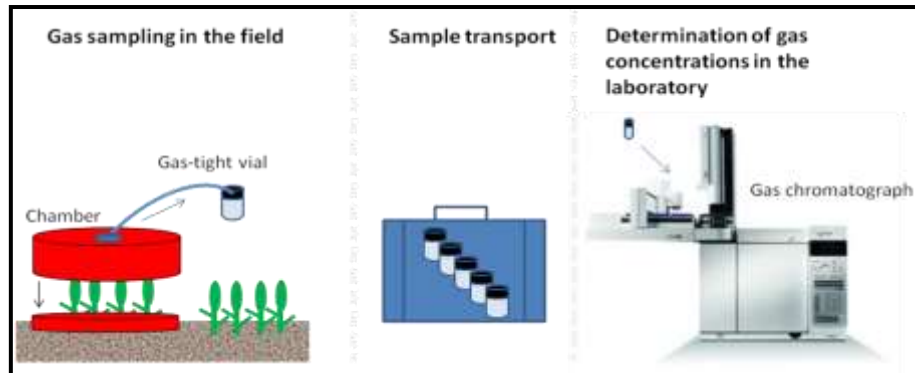 Gas sampling in the field
Sample transport
Determination of gas
concentrations in the
laboratory
Gas-tight vial
Chamber
Gas chromatograph